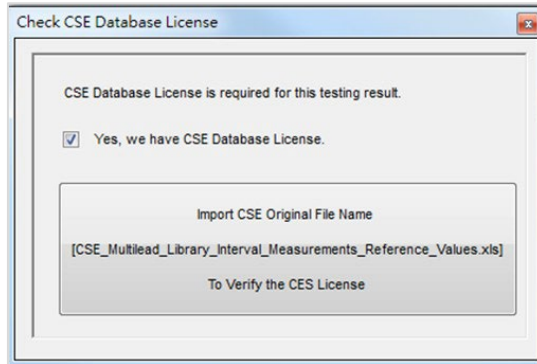 Check CSE Database License
CSE Database License is required for this testing result.
Yes, we have CSE Database License.
Import CSE Original File Name
[CSE_Multilead_Library_Interval_Measurements_Reference_Values.xls]
To Verify the CES License